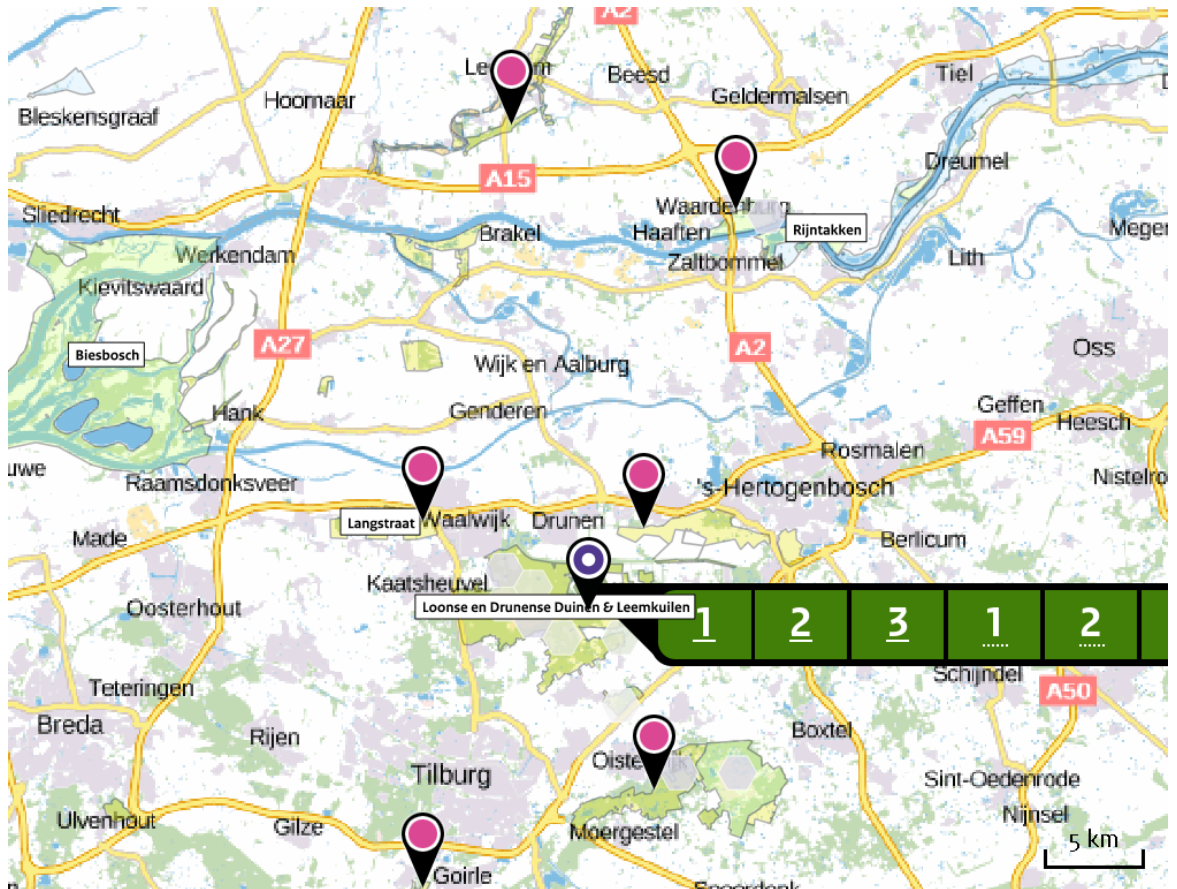 A2
Beesd
Tiel
Hoornaar
Geldermalsen
Bleskensgraaf
Dreumel
A15
Sliedrecht
Waardenburg
Rijntakken
Brakel
Haaften
Werkendam
Zaltbommel
Lith
Kievitswaard
A27
A2
Oss
Biesbosch
Wijk en Aalburg
Hank
Genderen
Geffen
Heesch
A59
Rosmalen
Raamsdonksveer
's-Hertogenbosch
Langstraat
Waalwijk
Drunen
Made
Berlicum
Kaatsheuvel
Loonse en Drunense Duinen & Leemkuilen
Oosterhout
1 2 3 1 2
Schijndel
Teteringen
A50
Breda
Rijen
Boxtel
Tilburg
Sint-Oedenrode
Ulvenhout
Gilze
Moergestel
Nijnsel
5 km
Goirle